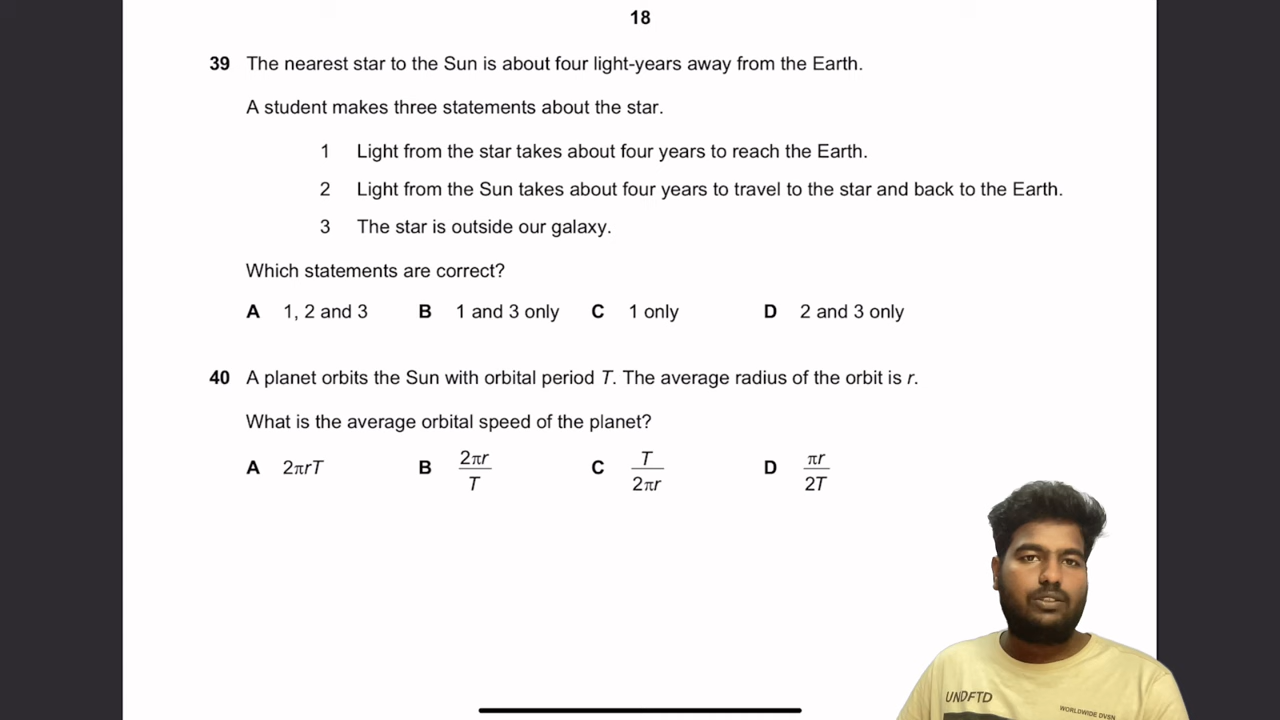 18
39 The nearest star to the Sun is about four light-years away from the Earth.
A student makes three statements about the star.
1 Light from the star takes about four years to reach the Earth.
2 Light from the Sun takes about four years to travel to the star and back to the Earth.
3 The star is outside our galaxy.
Which statements are correct?
A 1, 2 and 3 B 1 and 3 only C 1 only D 2 and 3 only
40 A planet orbits the Sun with orbital period T. The average radius of the orbit is r.
What is the average orbital speed of the planet?
A 2πrT B 2πr/T C T/2πr D πr/2T
UNDFTD
WORLDWIDE DVSN